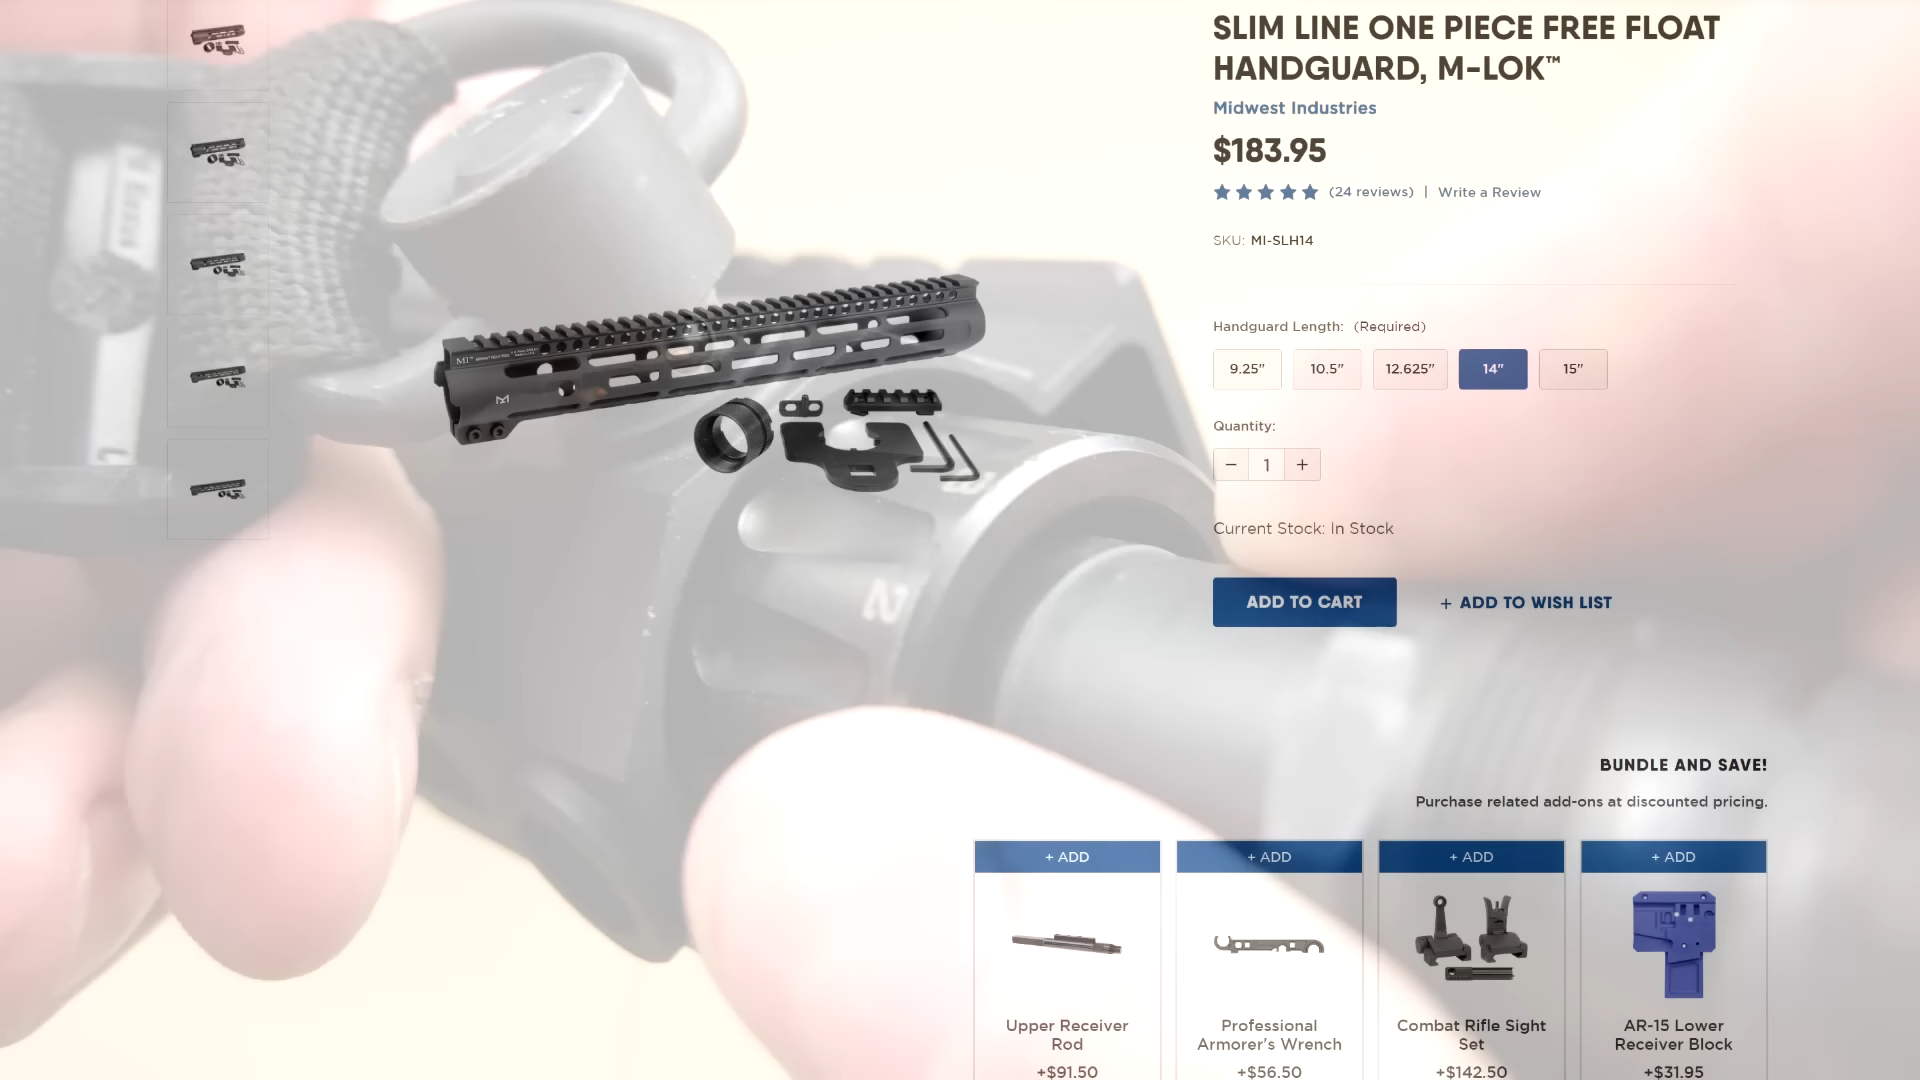 SLIM LINE ONE PIECE FREE FLOAT
HANDGUARD, M-LOK™
Midwest Industries
$183.95
(24 reviews) | Write a Review
SKU: MI-SLH14
Handguard Length: (Required)
9.25" 10.5" 12.625" 14" 15"
Quantity:
− 1 +
Current Stock: In Stock
ADD TO CART + ADD TO WISH LIST
MI™
2
BUNDLE AND SAVE!
Purchase related add-ons at discounted pricing.
+ ADD + ADD + ADD + ADD
Upper Receiver
Rod
+$91.50
Professional
Armorer's Wrench
+$56.50
Combat Rifle Sight
Set
+$142.50
AR-15 Lower
Receiver Block
+$31.95